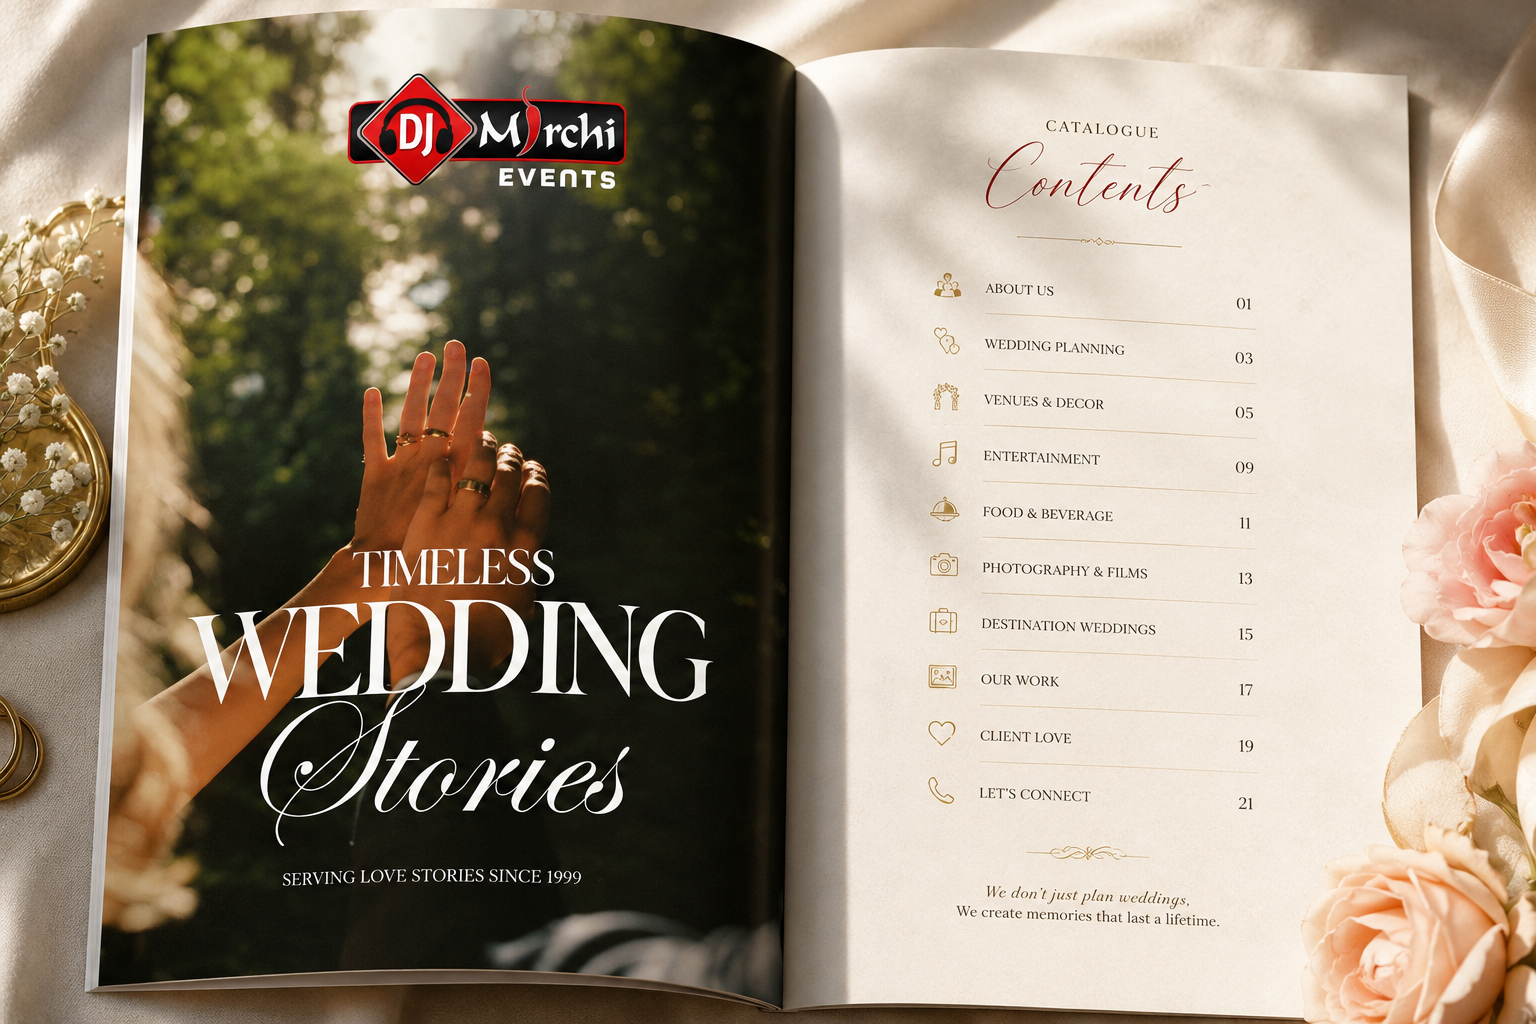 DJ Mirchi
EVENTS
TIMELESS
WEDDING
Stories
SERVING LOVE STORIES SINCE 1999
CATALOGUE
Contents
ABOUT US 01
WEDDING PLANNING 03
VENUES & DECOR 05
ENTERTAINMENT 09
FOOD & BEVERAGE 11
PHOTOGRAPHY & FILMS 13
DESTINATION WEDDINGS 15
OUR WORK 17
CLIENT LOVE 19
LET'S CONNECT 21
We don't just plan weddings,
We create memories that last a lifetime.